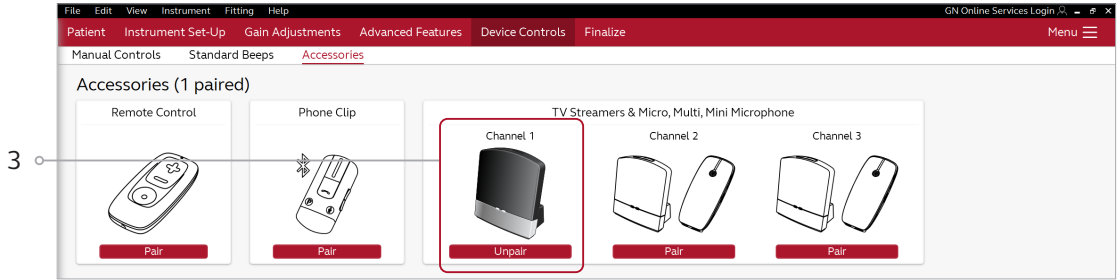 File Edit View Instrument Fitting Help GN Online Services Login
Patient Instrument Set-Up Gain Adjustments Advanced Features Device Controls Finalize Menu
Manual Controls Standard Beeps Accessories
Accessories (1 paired)
Remote Control Phone Clip TV Streamers & Micro, Multi, Mini Microphone
Channel 1 Channel 2 Channel 3
3
Pair Pair Unpair Pair Pair